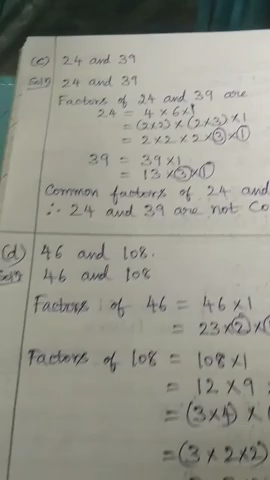 (c) 24 and 39
Soln 24 and 39
Factors of 24 and 39 are
24 = 4 × 6 × 1
= (2×2) × (2×3) × 1
= 2 × 2 × 2 × 3 × 1
39 = 39 × 1
= 13 × 3 × 1
Common factors of 24 and
∴ 24 and 39 are not Co
(d) 46 and 108.
Soln 46 and 108
Factors of 46 = 46 × 1
= 23 × 2 ×
Factors of 108 = 108 × 1
= 12 × 9
= (3×4) × (
= (3 × 2 × 2)